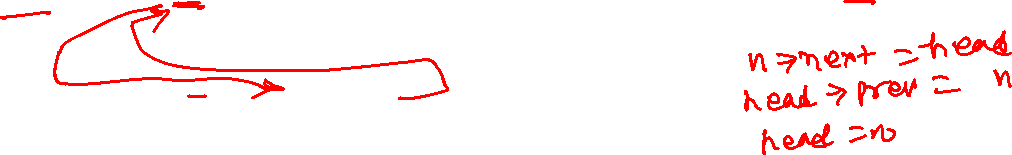 n→next = head
head→prev = n
head = n